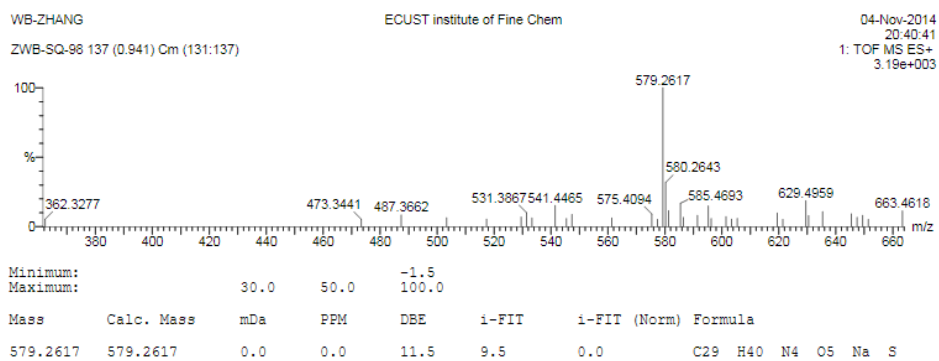 WB-ZHANG ECUST institute of Fine Chem 04-Nov-2014
20:40:41
ZWB-SQ-98 137 (0.941) Cm (131:137) 1: TOF MS ES+
3.19e+003
579.2617
100
%
580.2643
362.3277 473.3441 487.3662 531.3867 541.4465 575.4094 585.4693 629.4959 663.4618
0
380 400 420 440 460 480 500 520 540 560 580 600 620 640 660 m/z
Minimum: -1.5
Maximum: 30.0 50.0 100.0
Mass Calc. Mass mDa PPM DBE i-FIT i-FIT (Norm) Formula
579.2617 579.2617 0.0 0.0 11.5 9.5 0.0 C29 H40 N4 O5 Na S